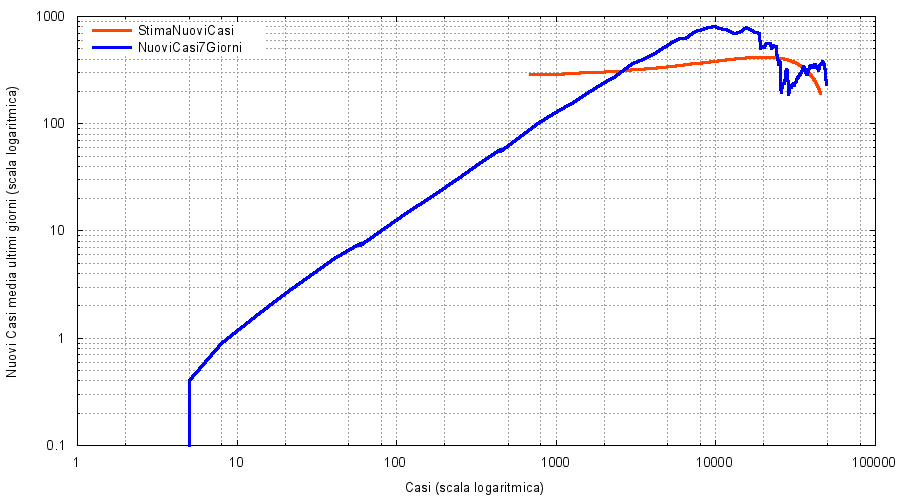 1000
StimaNuoviCasi
NuoviCasi7Giorni
100
10
1
0.1
Nuovi Casi media ultimi giorni (scala logaritmica)
1 10 100 1000 10000 100000
Casi (scala logaritmica)